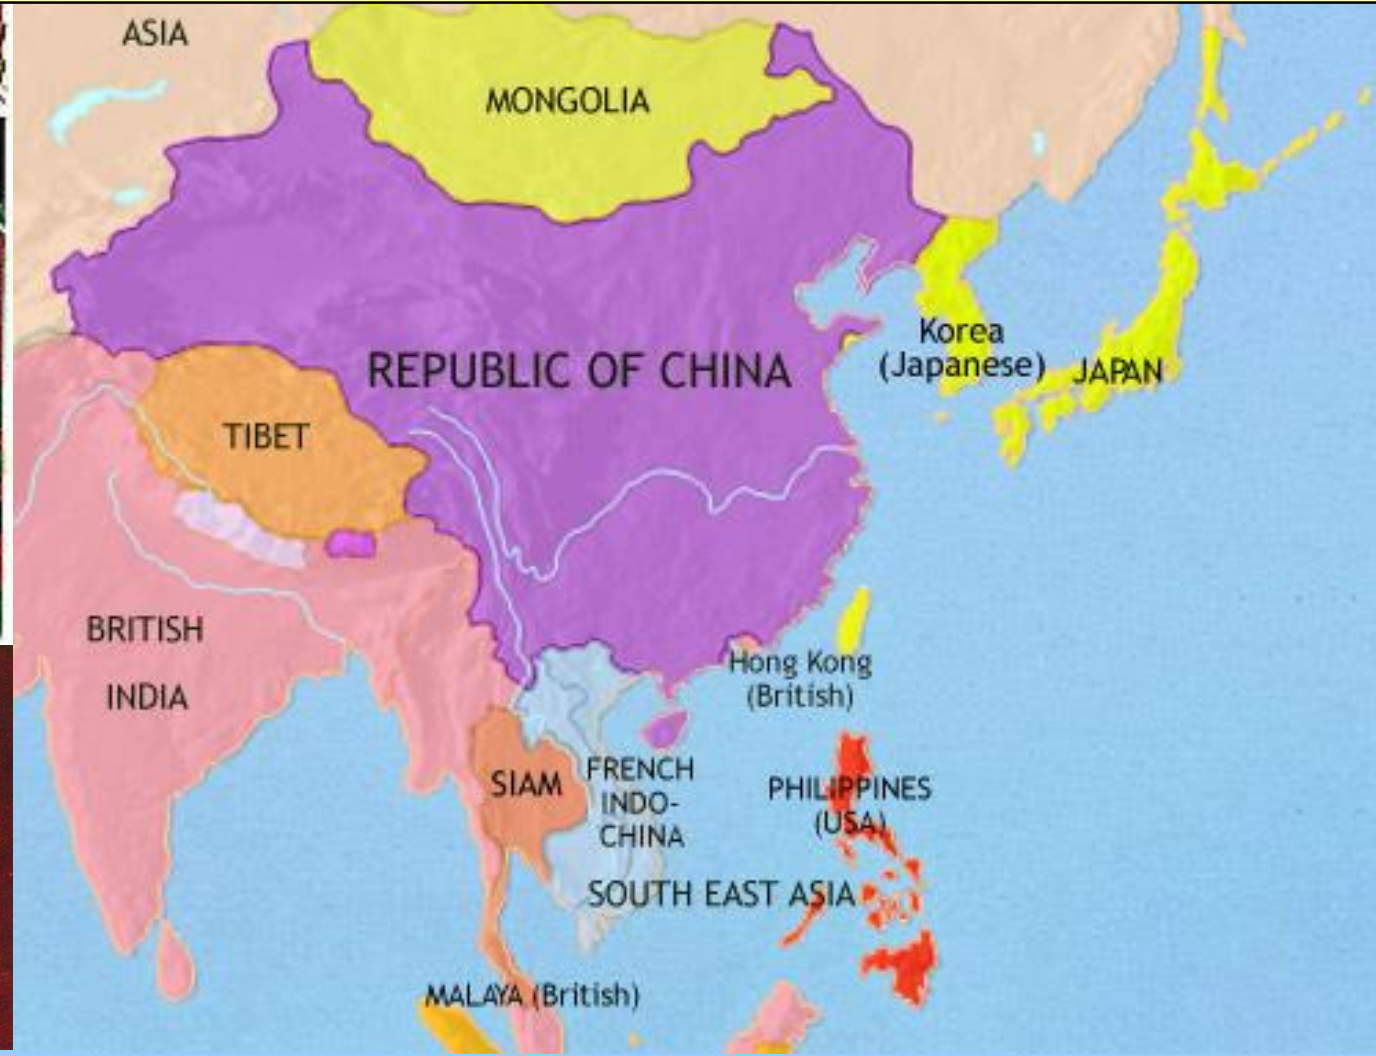 ASIA
MONGOLIA
REPUBLIC OF CHINA
Korea
(Japanese)
JAPAN
TIBET
BRITISH
INDIA
Hong Kong
(British)
SIAM
FRENCH
INDO-
CHINA
PHILIPPINES
(USA)
SOUTH EAST ASIA
MALAYA (British)